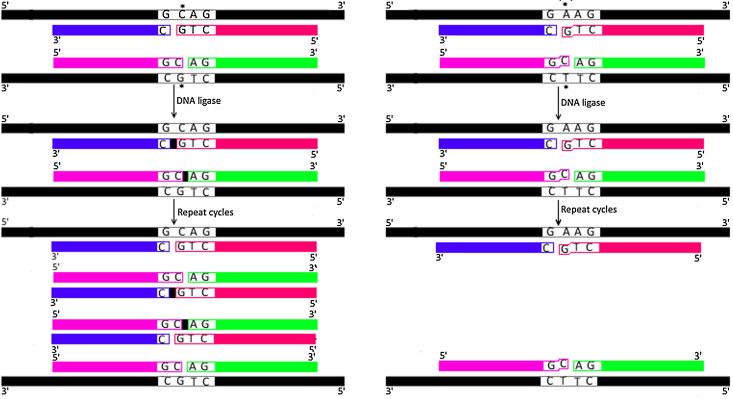 5' * 3'
G C A G
C G T C
3' 5'
5' 3'
G C A G
C G T C
3' * 5'
DNA ligase
5' 3'
G C A G
C G T C
3' 5'
5' 3'
G C A G
C G T C
3' 5'
Repeat cycles
5' 3'
G C A G
C G T C
3' 5'
5' 3'
G C A G
C G T C
3' 5'
5' 3'
G C A G
C G T C
3' 5'
5' 3'
G C A G
C G T C
3' 5'
5' * 3'
G A A G
C G T C
3' 5'
5' 3'
G C A G
C T T C
3' * 5'
DNA ligase
5' 3'
G A A G
C G T C
3' 5'
5' 3'
G C A G
C T T C
3' 5'
Repeat cycles
5' 3'
G A A G
C G T C
3' 5'
5' 3'
G C A G
C T T C
3' 5'